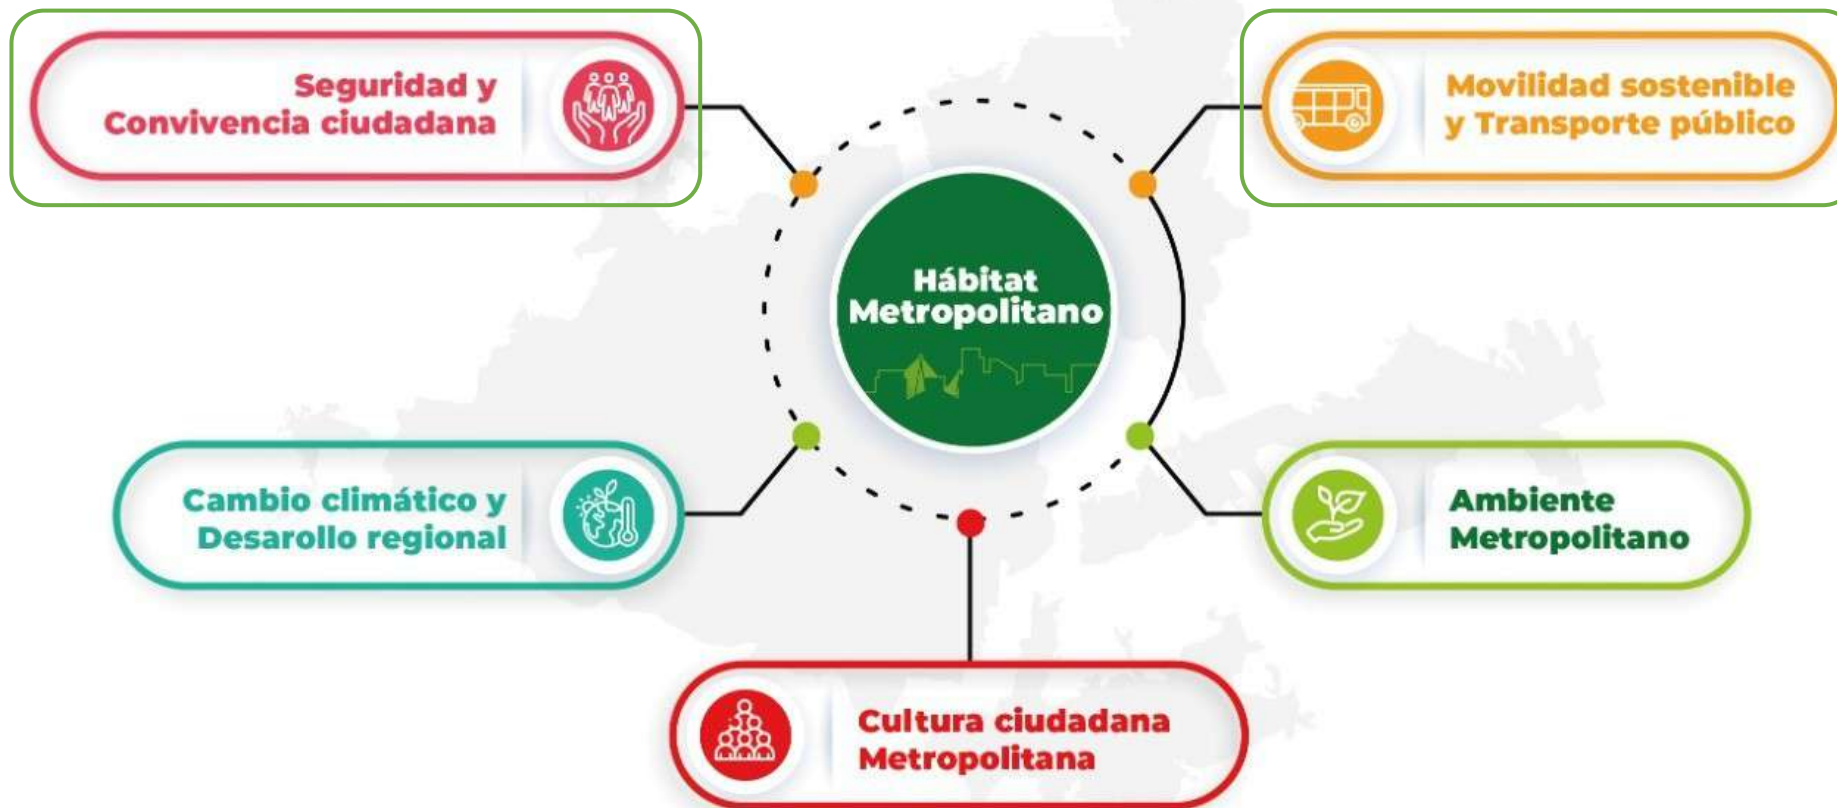 Seguridad y
Convivencia ciudadana
Movilidad sostenible
y Transporte público
Hábitat
Metropolitano
Cambio climático y
Desarollo regional
Ambiente
Metropolitano
Cultura ciudadana
Metropolitana